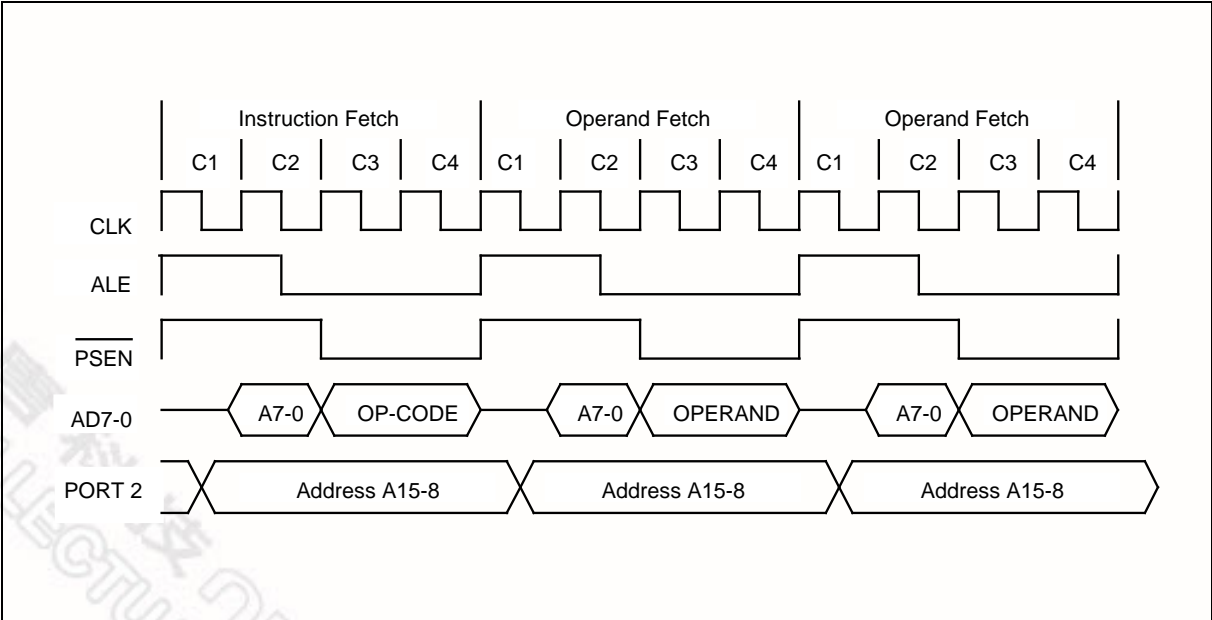 Instruction Fetch Operand Fetch Operand Fetch
C1 C2 C3 C4 C1 C2 C3 C4 C1 C2 C3 C4
CLK
ALE
PSEN
AD7-0 A7-0 OP-CODE A7-0 OPERAND A7-0 OPERAND
PORT 2 Address A15-8 Address A15-8 Address A15-8